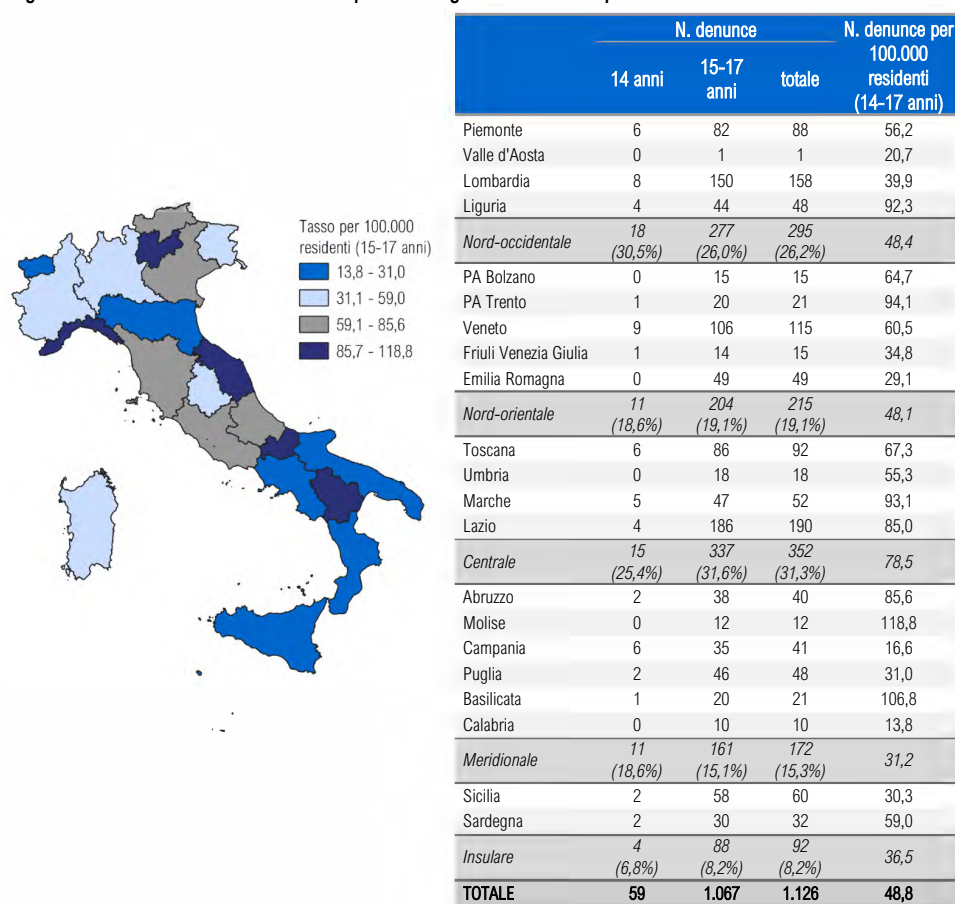 Tasso per 100.000
residenti (15-17 anni)
13,8 - 31,0
31,1 - 59,0
59,1 - 85,6
85,7 - 118,8
N. denunce N. denunce per 100.000 residenti (14-17 anni)
14 anni 15-17 anni totale
Piemonte 6 82 88 56,2
Valle d'Aosta 0 1 1 20,7
Lombardia 8 150 158 39,9
Liguria 4 44 48 92,3
Nord-occidentale 18 (30,5%) 277 (26,0%) 295 (26,2%) 48,4
PA Bolzano 0 15 15 64,7
PA Trento 1 20 21 94,1
Veneto 9 106 115 60,5
Friuli Venezia Giulia 1 14 15 34,8
Emilia Romagna 0 49 49 29,1
Nord-orientale 11 (18,6%) 204 (19,1%) 215 (19,1%) 48,1
Toscana 6 86 92 67,3
Umbria 0 18 18 55,3
Marche 5 47 52 93,1
Lazio 4 186 190 85,0
Centrale 15 (25,4%) 337 (31,6%) 352 (31,3%) 78,5
Abruzzo 2 38 40 85,6
Molise 0 12 12 118,8
Campania 6 35 41 16,6
Puglia 2 46 48 31,0
Basilicata 1 20 21 106,8
Calabria 0 10 10 13,8
Meridionale 11 (18,6%) 161 (15,1%) 172 (15,3%) 31,2
Sicilia 2 58 60 30,3
Sardegna 2 30 32 59,0
Insulare 4 (6,8%) 88 (8,2%) 92 (8,2%) 36,5
TOTALE 59 1.067 1.126 48,8